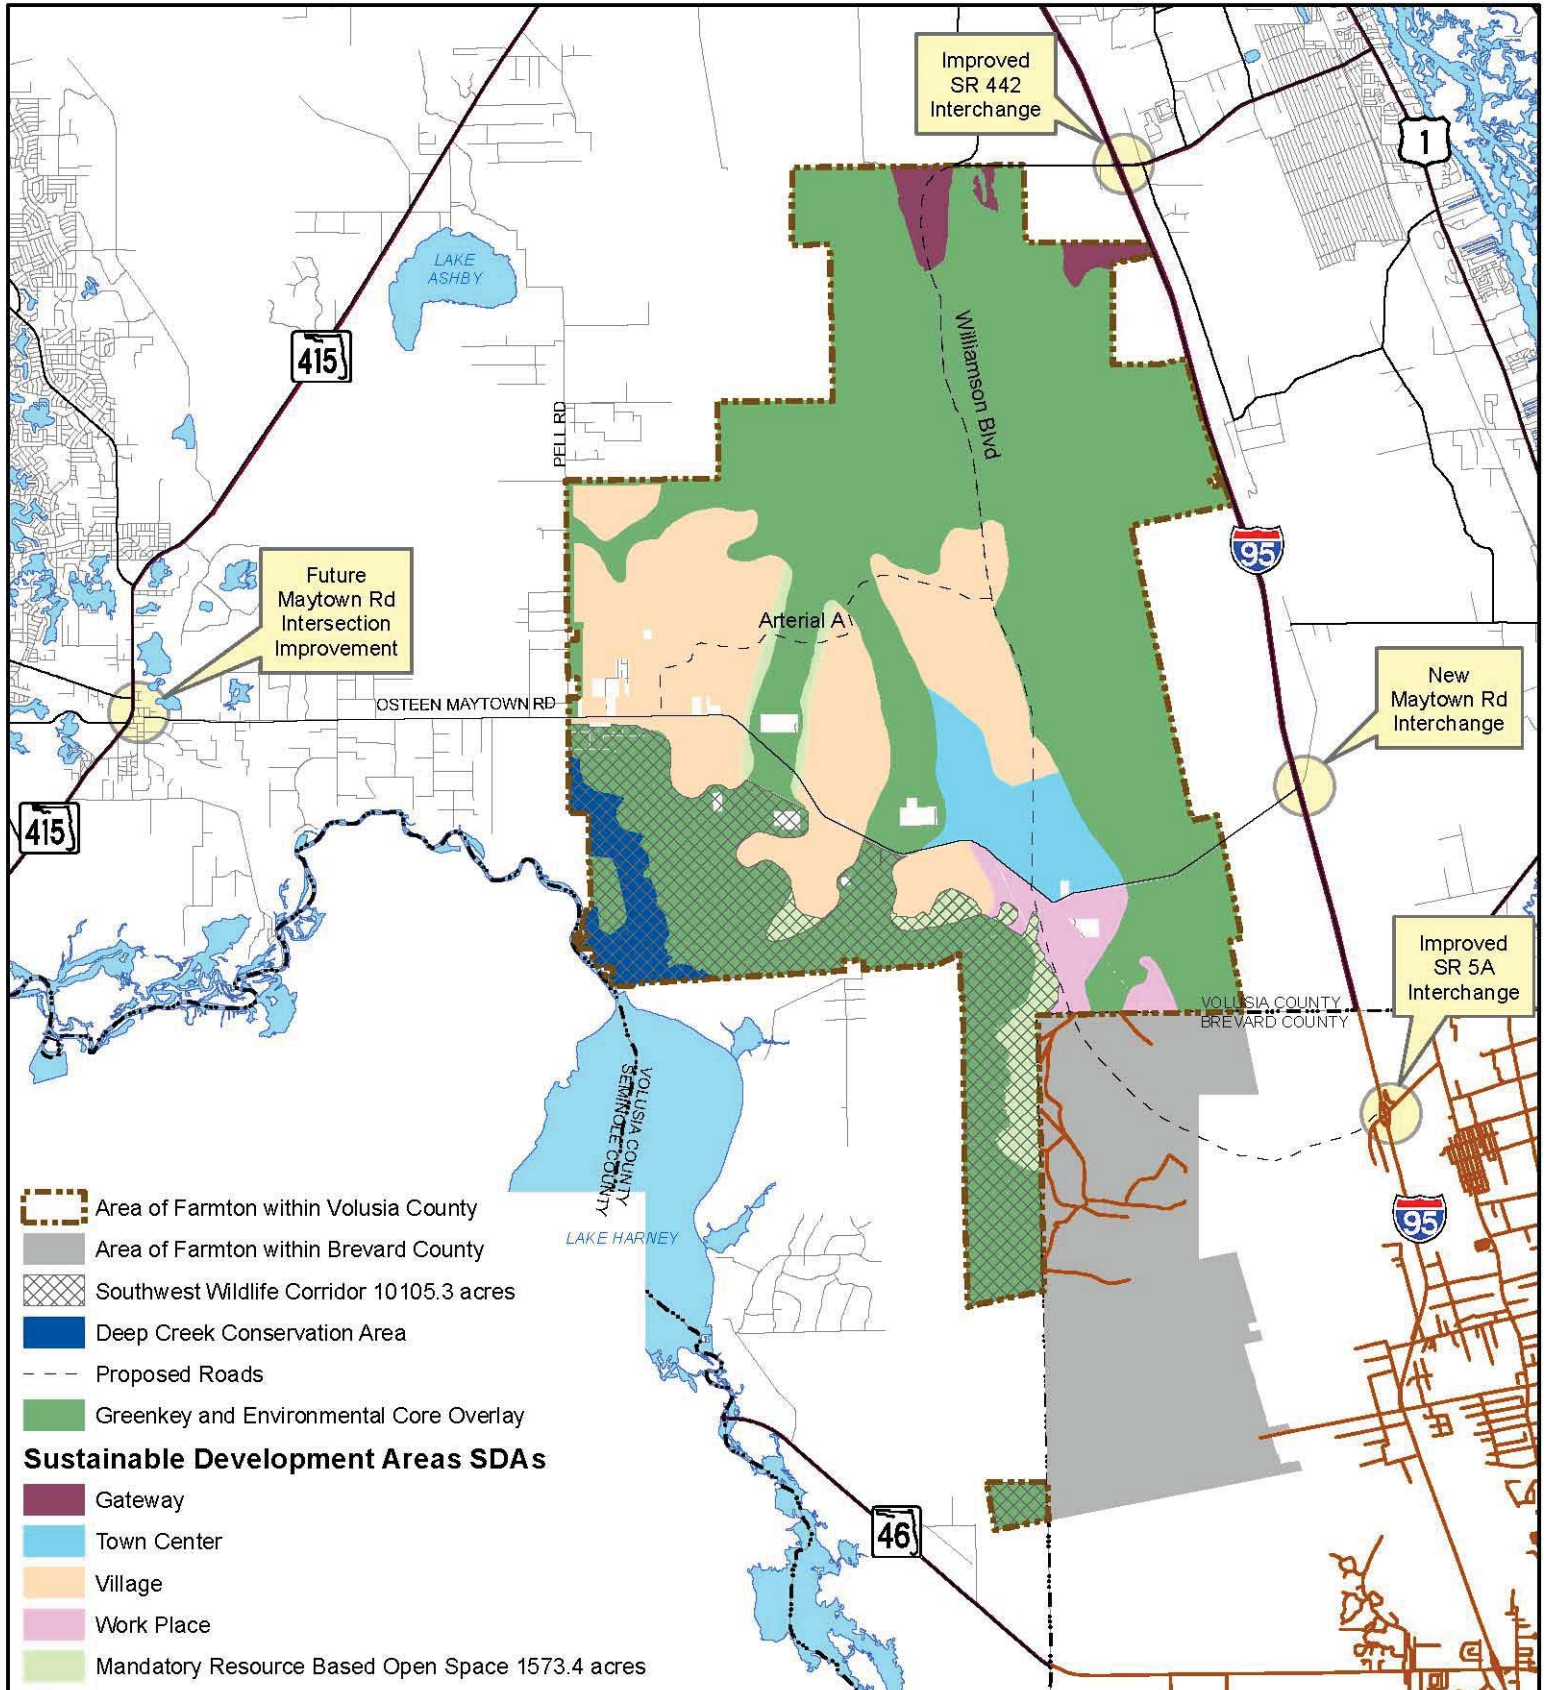 Improved
SR 442
Interchange
1
LAKE
ASHBY
415
Williamson Blvd
PELL RD
95
Future
Maytown Rd
Intersection
Improvement
Arterial A
New
Maytown Rd
Interchange
OSTEEN MAYTOWN RD
415
Improved
SR 5A
Interchange
VOLUSIA COUNTY
BREVARD COUNTY
VOLUSIA COUNTY
SEMINOLE COUNTY
95
LAKE HARNEY
46
Area of Farmton within Volusia County
Area of Farmton within Brevard County
Southwest Wildlife Corridor 10105.3 acres
Deep Creek Conservation Area
Proposed Roads
Greenkey and Environmental Core Overlay
Sustainable Development Areas SDAs
Gateway
Town Center
Village
Work Place
Mandatory Resource Based Open Space 1573.4 acres